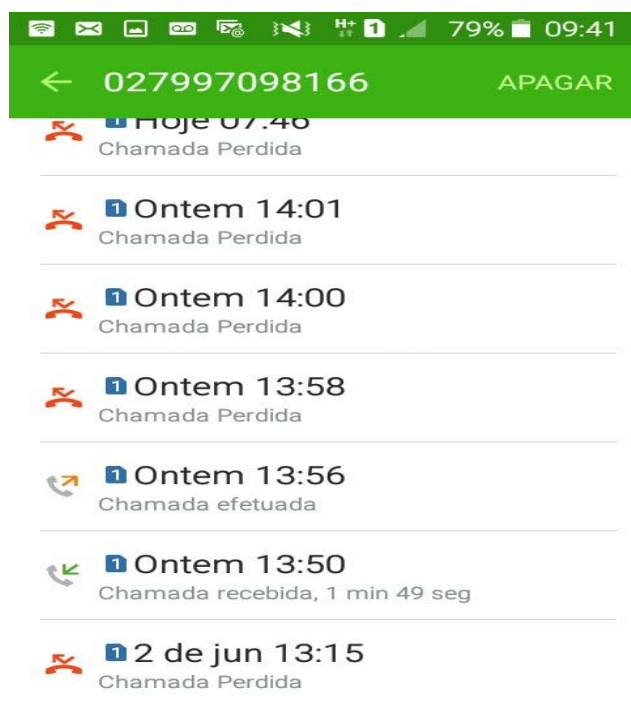 H+ 1 79% 09:41
027997098166 APAGAR
1 Hoje 07:46
Chamada Perdida
1 Ontem 14:01
Chamada Perdida
1 Ontem 14:00
Chamada Perdida
1 Ontem 13:58
Chamada Perdida
1 Ontem 13:56
Chamada efetuada
1 Ontem 13:50
Chamada recebida, 1 min 49 seg
1 2 de jun 13:15
Chamada Perdida